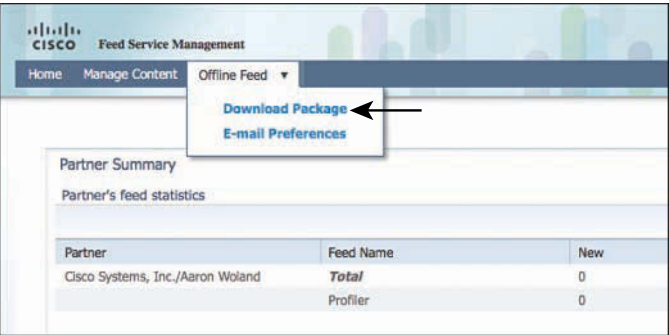 CISCO Feed Service Management
Home Manage Content Offline Feed ▼
Download Package
E-mail Preferences
Partner Summary
Partner's feed statistics
Partner Feed Name New
Cisco Systems, Inc./Aaron Woland Total 0
Profiler 0